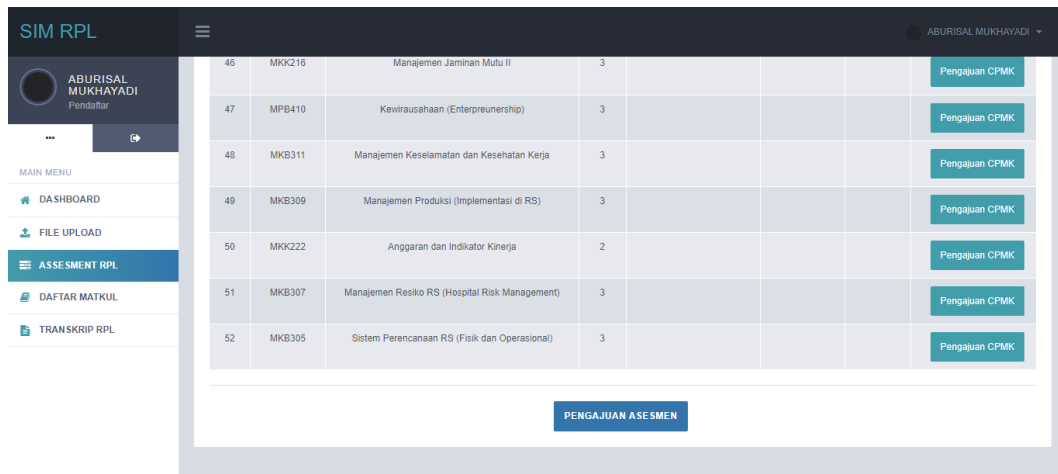 SIM RPL
ABURISAL MUKHAYADI
ABURISAL
MUKHAYADI
Pendaftar
MAIN MENU
DASHBOARD
FILE UPLOAD
ASSESMENT RPL
DAFTAR MATKUL
TRANSKRIP RPL
46 MKK216 Manajemen Jaminan Mutu II 3 Pengajuan CPMK
47 MPB410 Kewirausahaan (Enterpreunership) 3 Pengajuan CPMK
48 MKB311 Manajemen Keselamatan dan Kesehatan Kerja 3 Pengajuan CPMK
49 MKB309 Manajemen Produksi (Implementasi di RS) 3 Pengajuan CPMK
50 MKK222 Anggaran dan Indikator Kinerja 2 Pengajuan CPMK
51 MKB307 Manajemen Resiko RS (Hospital Risk Management) 3 Pengajuan CPMK
52 MKB305 Sistem Perencanaan RS (Fisik dan Operasional) 3 Pengajuan CPMK
PENGAJUAN ASESMEN